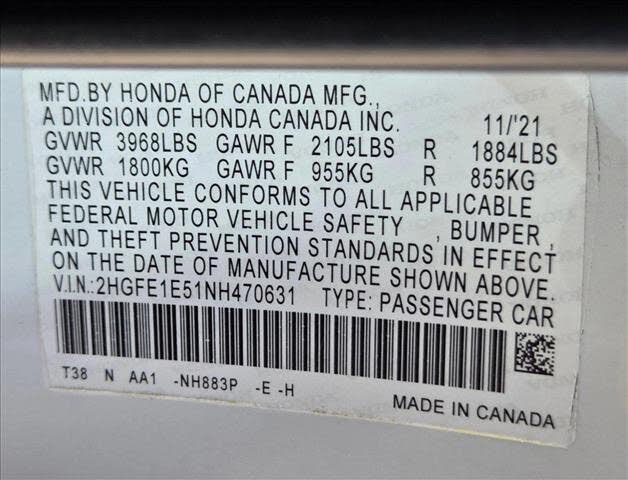 MFD.BY HONDA OF CANADA MFG.,
A DIVISION OF HONDA CANADA INC. 11/'21
GVWR 3968LBS GAWR F 2105LBS R 1884LBS
GVWR 1800KG GAWR F 955KG R 855KG
THIS VEHICLE CONFORMS TO ALL APPLICABLE
FEDERAL MOTOR VEHICLE SAFETY , BUMPER ,
AND THEFT PREVENTION STANDARDS IN EFFECT
ON THE DATE OF MANUFACTURE SHOWN ABOVE.
V.I.N.:2HGFE1E51NH470631 TYPE: PASSENGER CAR
T38 N AA1 -NH883P -E -H
MADE IN CANADA